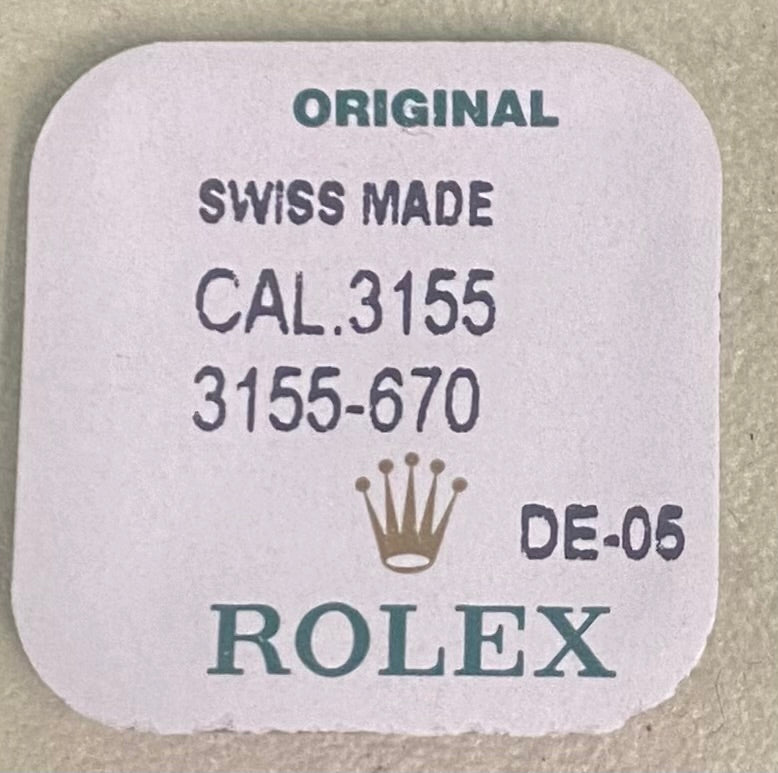 ORIGINAL
SWISS MADE
CAL.3155
3155-670
DE-05
ROLEX